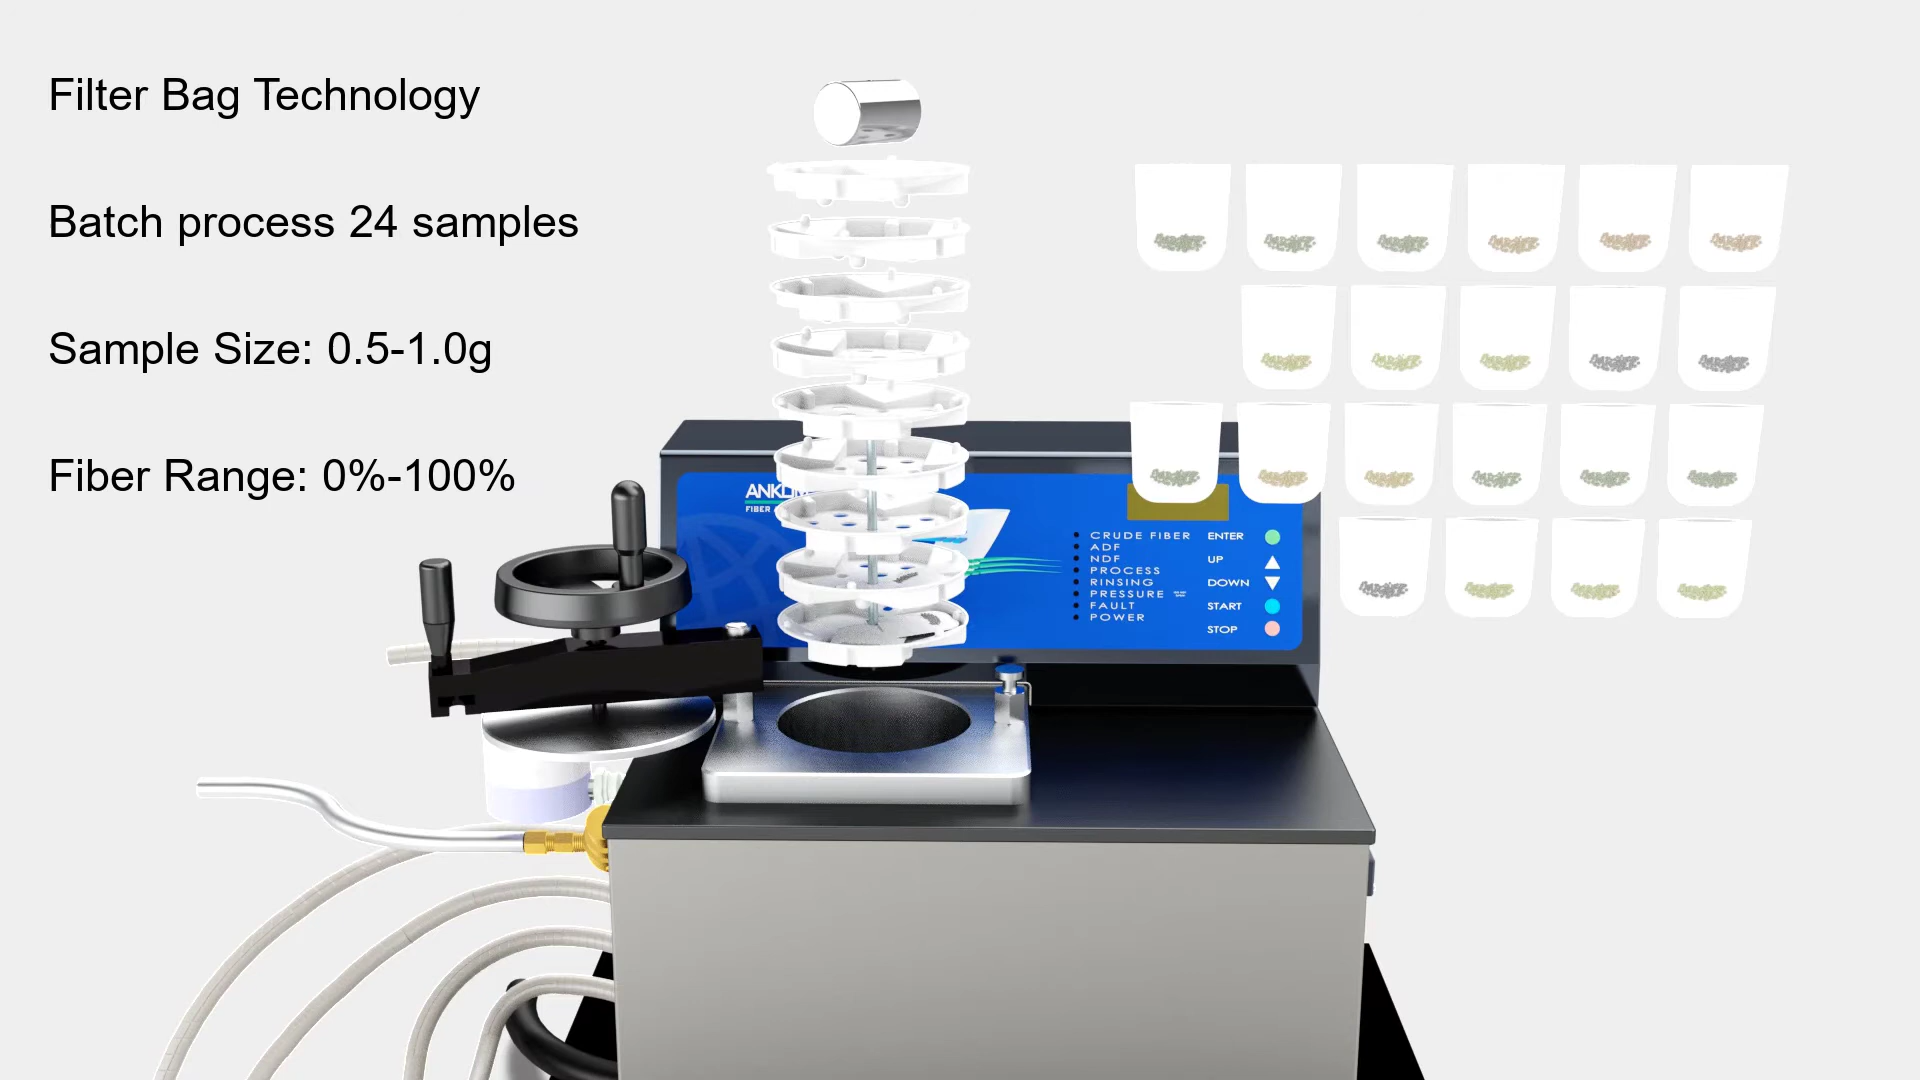 Filter Bag Technology
Batch process 24 samples
Sample Size: 0.5-1.0g
Fiber Range: 0%-100%
FIBER
CRUDE FIBER
ADF
NDF
PROCESS
RINSING
PRESSURE
FAULT
POWER
ENTER
UP
DOWN
START
STOP